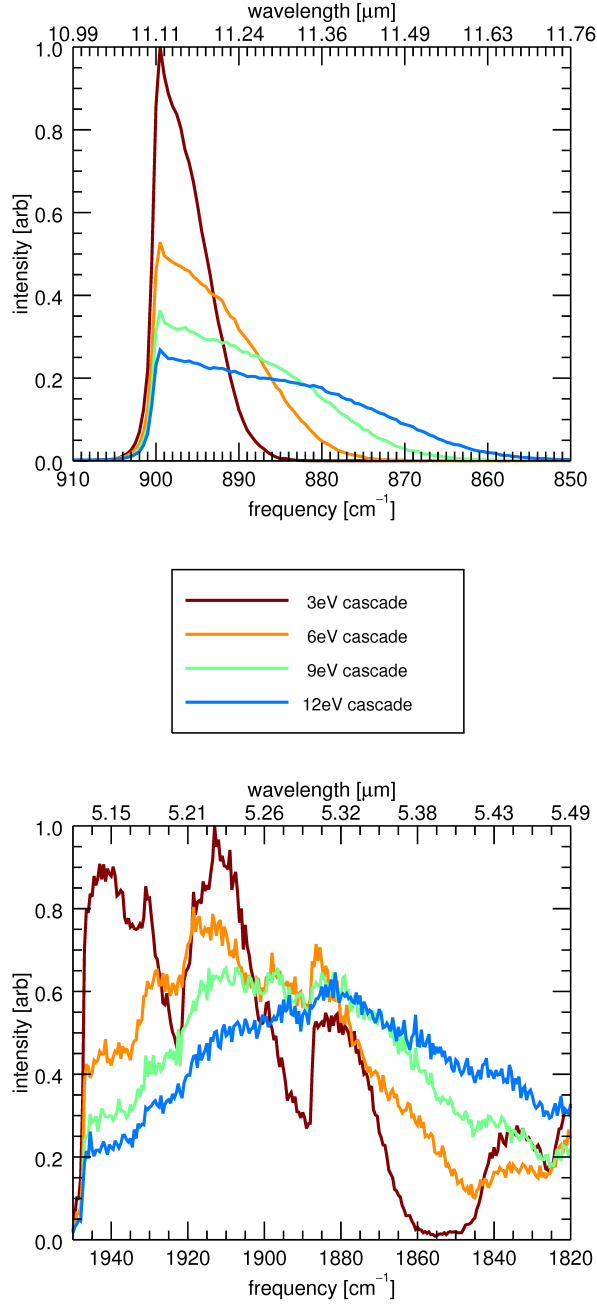 wavelength [μm]
10.99 11.11 11.24 11.36 11.49 11.63 11.76
1.0
0.8
0.6
0.4
0.2
0.0
intensity [arb]
910 900 890 880 870 860 850
frequency [cm⁻¹]
3eV cascade
6eV cascade
9eV cascade
12eV cascade
wavelength [μm]
5.15 5.21 5.26 5.32 5.38 5.43 5.49
1.0
0.8
0.6
0.4
0.2
0.0
intensity [arb]
1940 1920 1900 1880 1860 1840 1820
frequency [cm⁻¹]